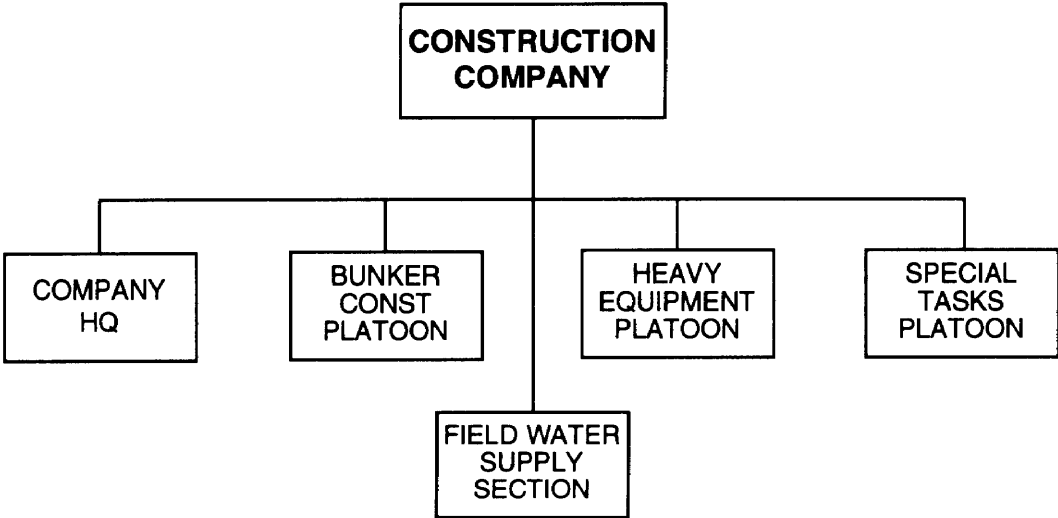 CONSTRUCTION
COMPANY
COMPANY
HQ
BUNKER
CONST
PLATOON
HEAVY
EQUIPMENT
PLATOON
SPECIAL
TASKS
PLATOON
FIELD WATER
SUPPLY
SECTION